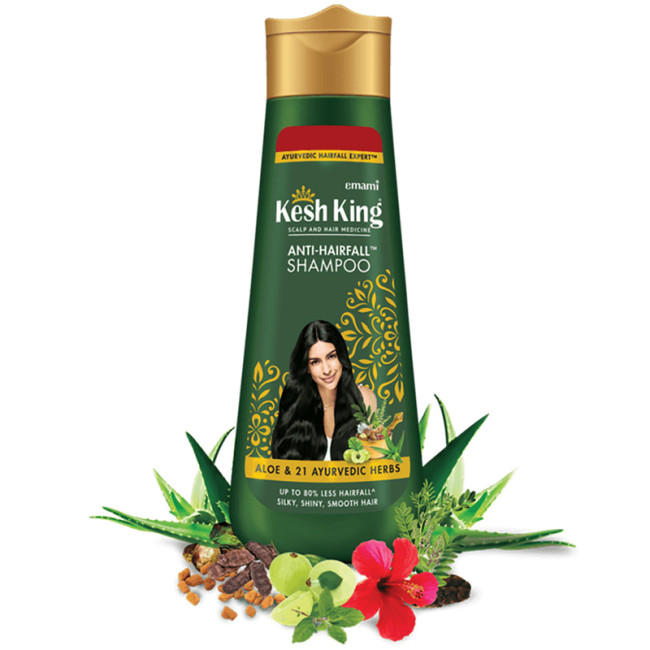 AYURVEDIC HAIRFALL EXPERT™
emami
Kesh King
SCALP AND HAIR MEDICINE
ANTI-HAIRFALL™
SHAMPOO
ALOE & 21 AYURVEDIC HERBS
UP TO 80% LESS HAIRFALL^
SILKY, SHINY, SMOOTH HAIR